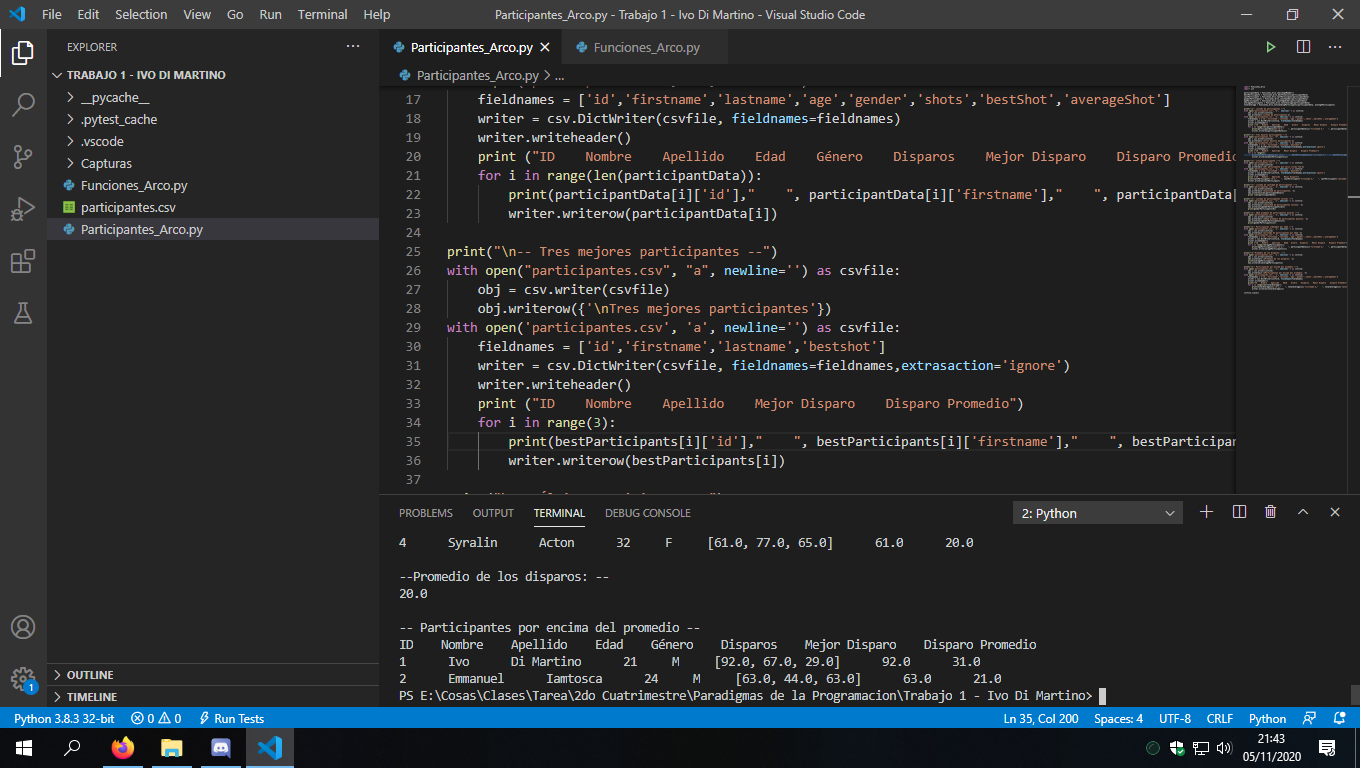 File Edit Selection View Go Run Terminal Help Participantes_Arco.py - Trabajo 1 - Ivo Di Martino - Visual Studio Code
EXPLORER
TRABAJO 1 - IVO DI MARTINO
__pycache__
.pytest_cache
.vscode
Capturas
Funciones_Arco.py
participantes.csv
Participantes_Arco.py
OUTLINE
TIMELINE
Participantes_Arco.py Funciones_Arco.py
Participantes_Arco.py > ...
17 fieldnames = ['id','firstname','lastname','age','gender','shots','bestShot','averageShot']
18 writer = csv.DictWriter(csvfile, fieldnames=fieldnames)
19 writer.writeheader()
20 print ("ID    Nombre    Apellido    Edad    Género    Disparos    Mejor Disparo    Disparo Promedio
21 for i in range(len(participantData)):
22 print(participantData[i]['id'],"    ", participantData[i]['firstname'],"    ", participantData
23 writer.writerow(participantData[i])
24
25 print("\n-- Tres mejores participantes --")
26 with open("participantes.csv", "a", newline='') as csvfile:
27 obj = csv.writer(csvfile)
28 obj.writerow({'\nTres mejores participantes'})
29 with open('participantes.csv', 'a', newline='') as csvfile:
30 fieldnames = ['id','firstname','lastname','bestshot']
31 writer = csv.DictWriter(csvfile, fieldnames=fieldnames,extrasaction='ignore')
32 writer.writeheader()
33 print ("ID    Nombre    Apellido    Mejor Disparo    Disparo Promedio")
34 for i in range(3):
35 print(bestParticipants[i]['id'],"    ", bestParticipants[i]['firstname'],"    ", bestParticipan
36 writer.writerow(bestParticipants[i])
37
PROBLEMS OUTPUT TERMINAL DEBUG CONSOLE 2: Python
4 Syralin Acton 32 F [61.0, 77.0, 65.0] 61.0 20.0
--Promedio de los disparos: --
20.0
-- Participantes por encima del promedio --
ID Nombre Apellido Edad Género Disparos Mejor Disparo Disparo Promedio
1 Ivo Di Martino 21 M [92.0, 67.0, 29.0] 92.0 31.0
2 Emmanuel Iamtosca 24 M [63.0, 44.0, 63.0] 63.0 21.0
PS E:\Cosas\Clases\Tarea\2do Cuatrimestre\Paradigmas de la Programacion\Trabajo 1 - Ivo Di Martino>
1
Python 3.8.3 32-bit 0 0 Run Tests Ln 35, Col 200 Spaces: 4 UTF-8 CRLF Python
21:43
05/11/2020